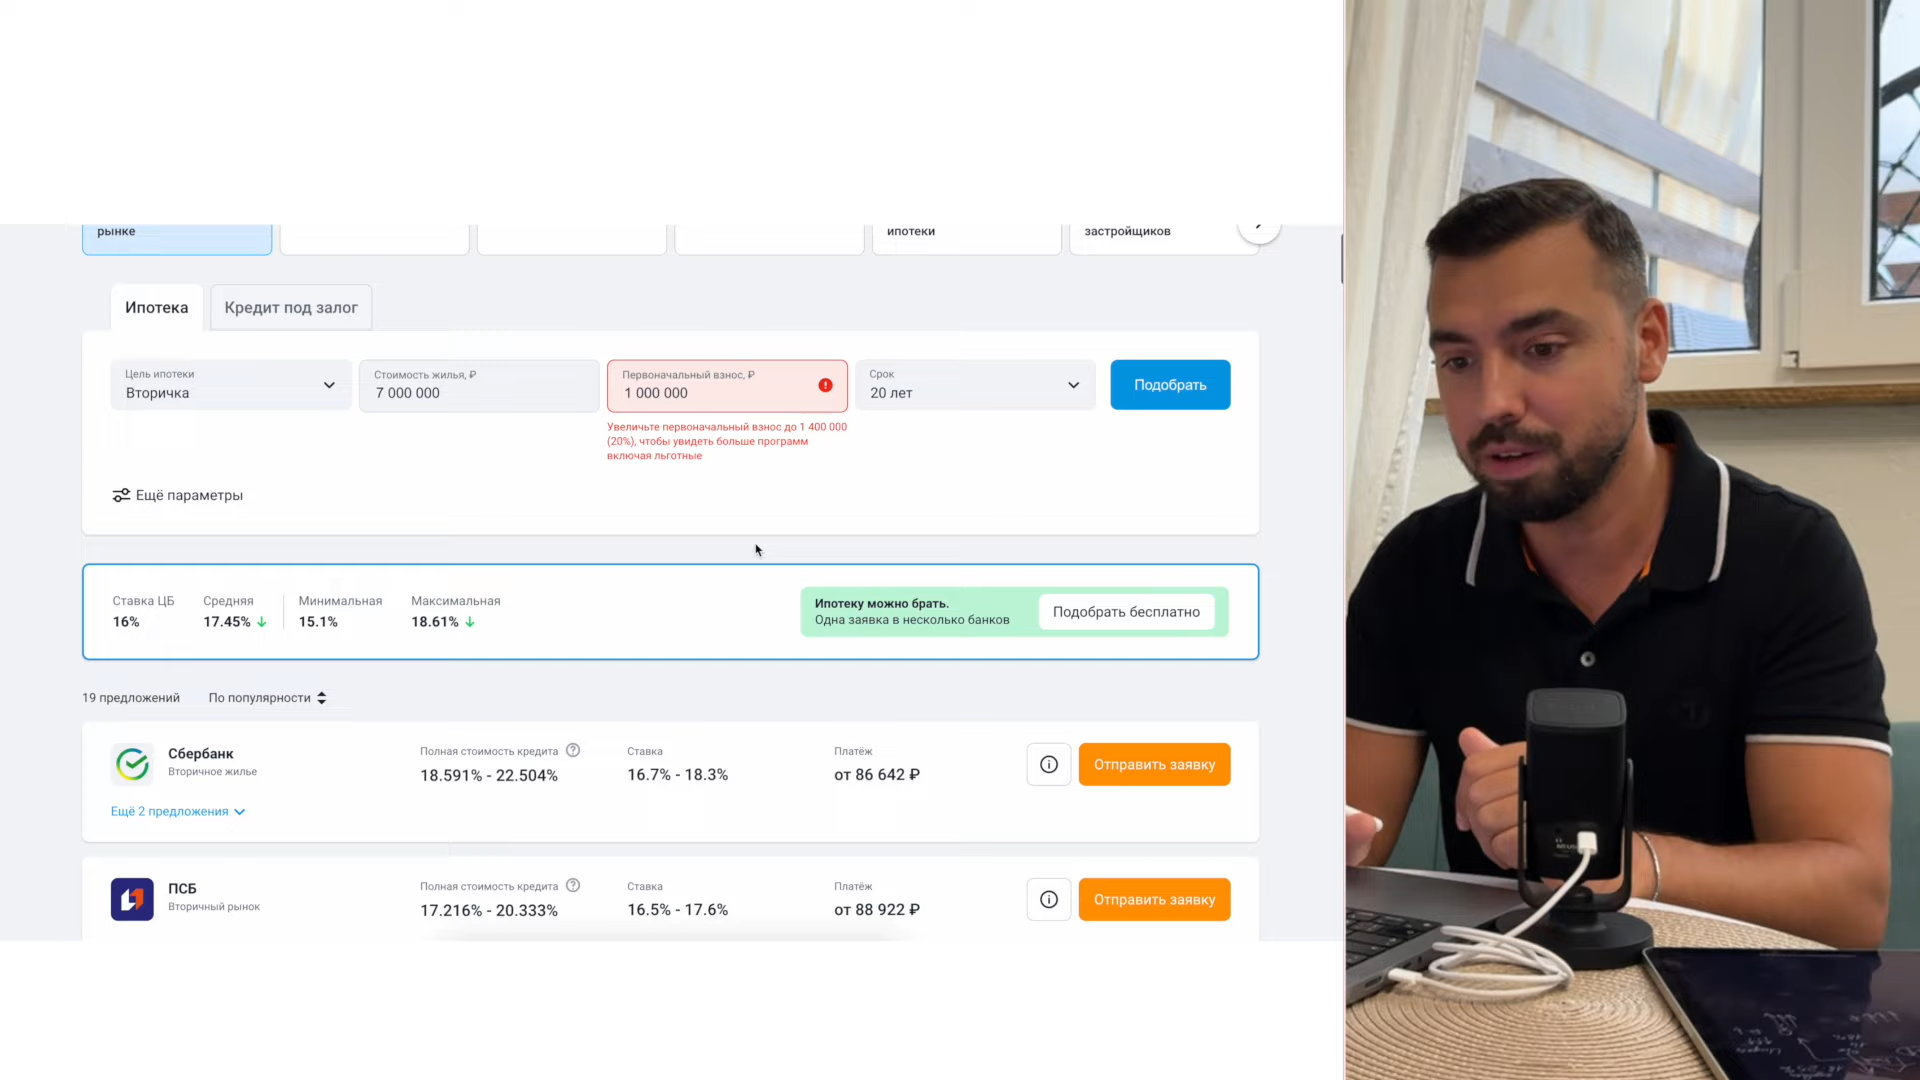 рынке
ипотеки
застройщиков
Ипотека
Кредит под залог
Цель ипотеки
Вторичка
Стоимость жилья, ₽
7 000 000
Первоначальный взнос, ₽
1 000 000
Срок
20 лет
Подобрать
Увеличьте первоначальный взнос до 1 400 000
(20%), чтобы увидеть больше программ
включая льготные
Ещё параметры
Ставка ЦБ
16%
Средняя
17.45%
Минимальная
15.1%
Максимальная
18.61%
Ипотеку можно брать.
Одна заявка в несколько банков
Подобрать бесплатно
19 предложений
По популярности
Сбербанк
Вторичное жилье
Полная стоимость кредита
18.591% - 22.504%
Ставка
16.7% - 18.3%
Платёж
от 86 642 ₽
Отправить заявку
Ещё 2 предложения
ПСБ
Вторичный рынок
Полная стоимость кредита
17.216% - 20.333%
Ставка
16.5% - 17.6%
Платёж
от 88 922 ₽
Отправить заявку